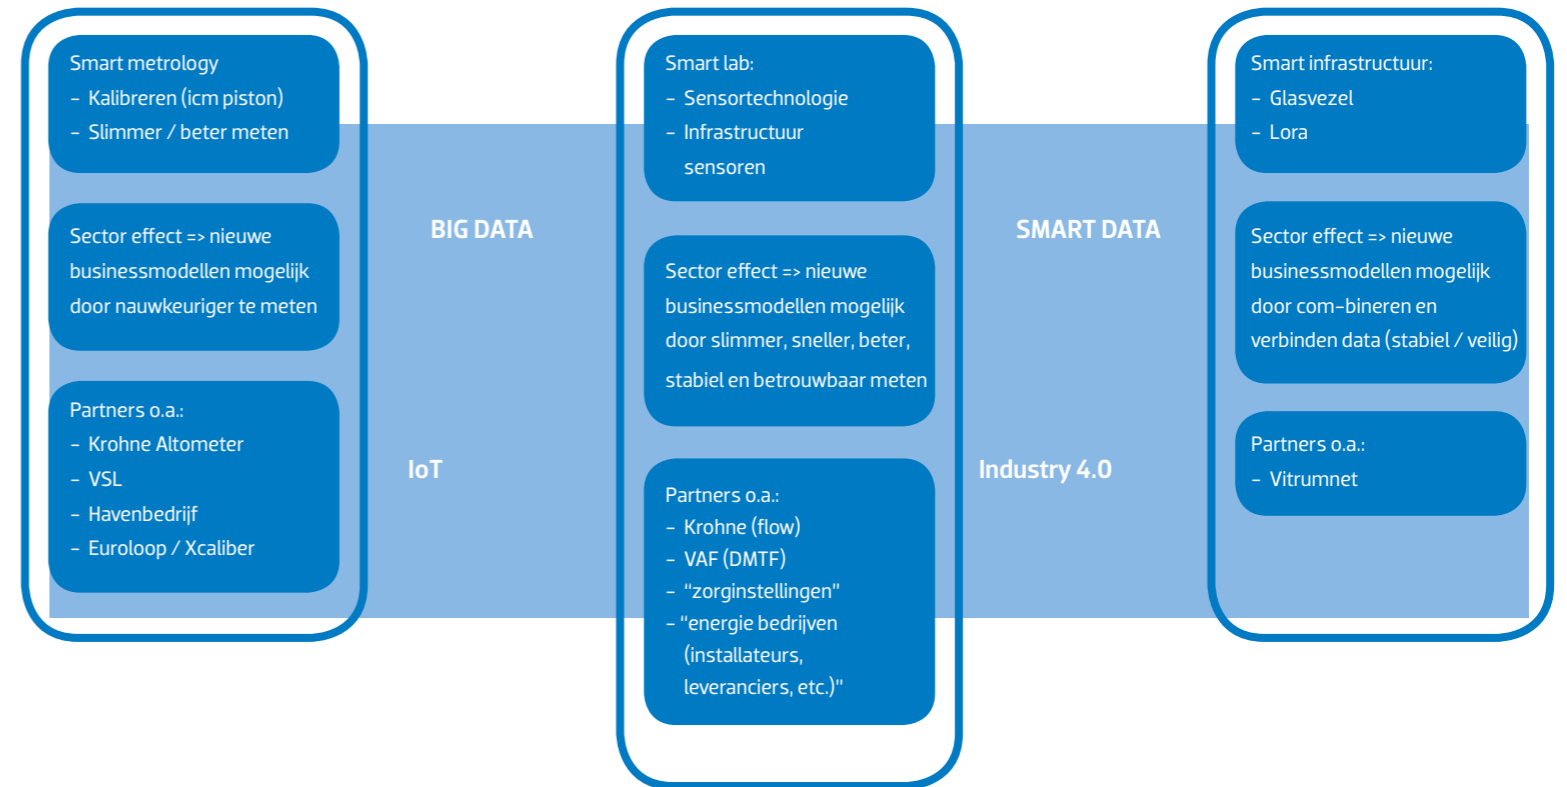 Smart metrology
– Kalibreren (icm piston)
– Slimmer / beter meten
Sector effect => nieuwe
businessmodellen mogelijk
door nauwkeuriger te meten
Partners o.a.:
– Krohne Altometer
– VSL
– Havenbedrijf
– Euroloop / Xcaliber
BIG DATA
IoT
Smart lab:
– Sensortechnologie
– Infrastructuur
sensoren
Sector effect => nieuwe
businessmodellen mogelijk
door slimmer, sneller, beter,
stabiel en betrouwbaar meten
Partners o.a.:
– Krohne (flow)
– VAF (DMTF)
– "zorginstellingen"
– "energie bedrijven
(installateurs,
leveranciers, etc.)"
SMART DATA
Industry 4.0
Smart infrastructuur:
– Glasvezel
– Lora
Sector effect => nieuwe
businessmodellen mogelijk
door com-bineren en
verbinden data (stabiel / veilig)
Partners o.a.:
– Vitrumnet